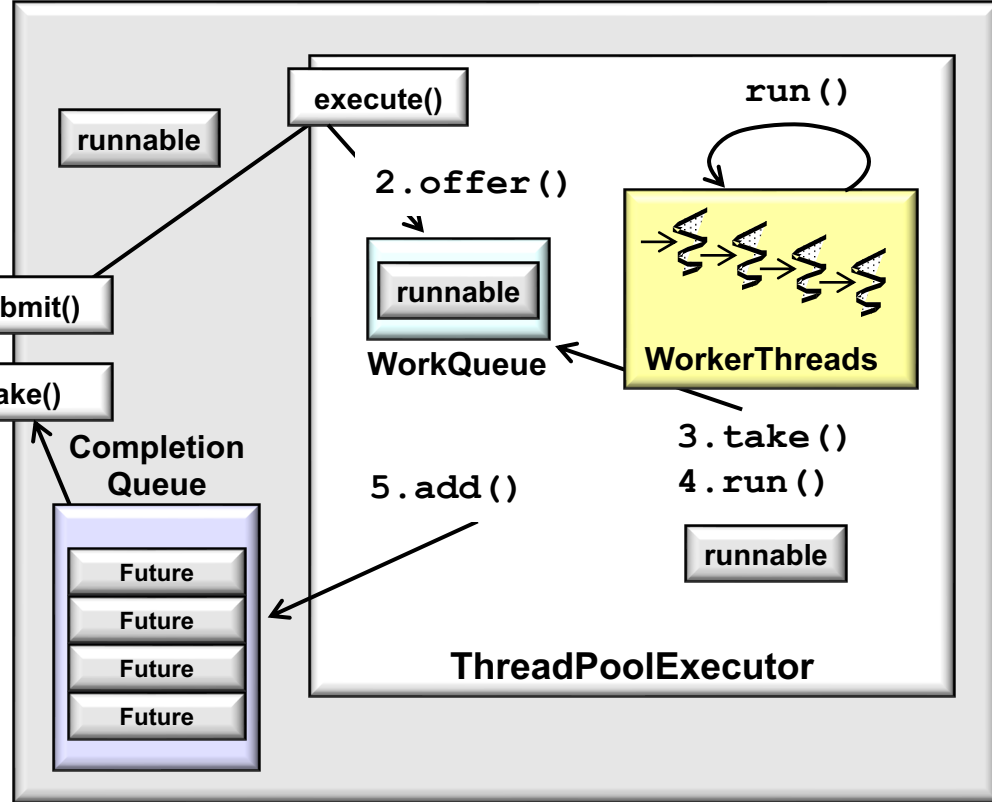 execute()
run()
runnable
2.offer()
runnable
bmit()
WorkQueue
WorkerThreads
ake()
Completion
Queue
3.take()
4.run()
5.add()
runnable
Future
Future
Future
Future
ThreadPoolExecutor